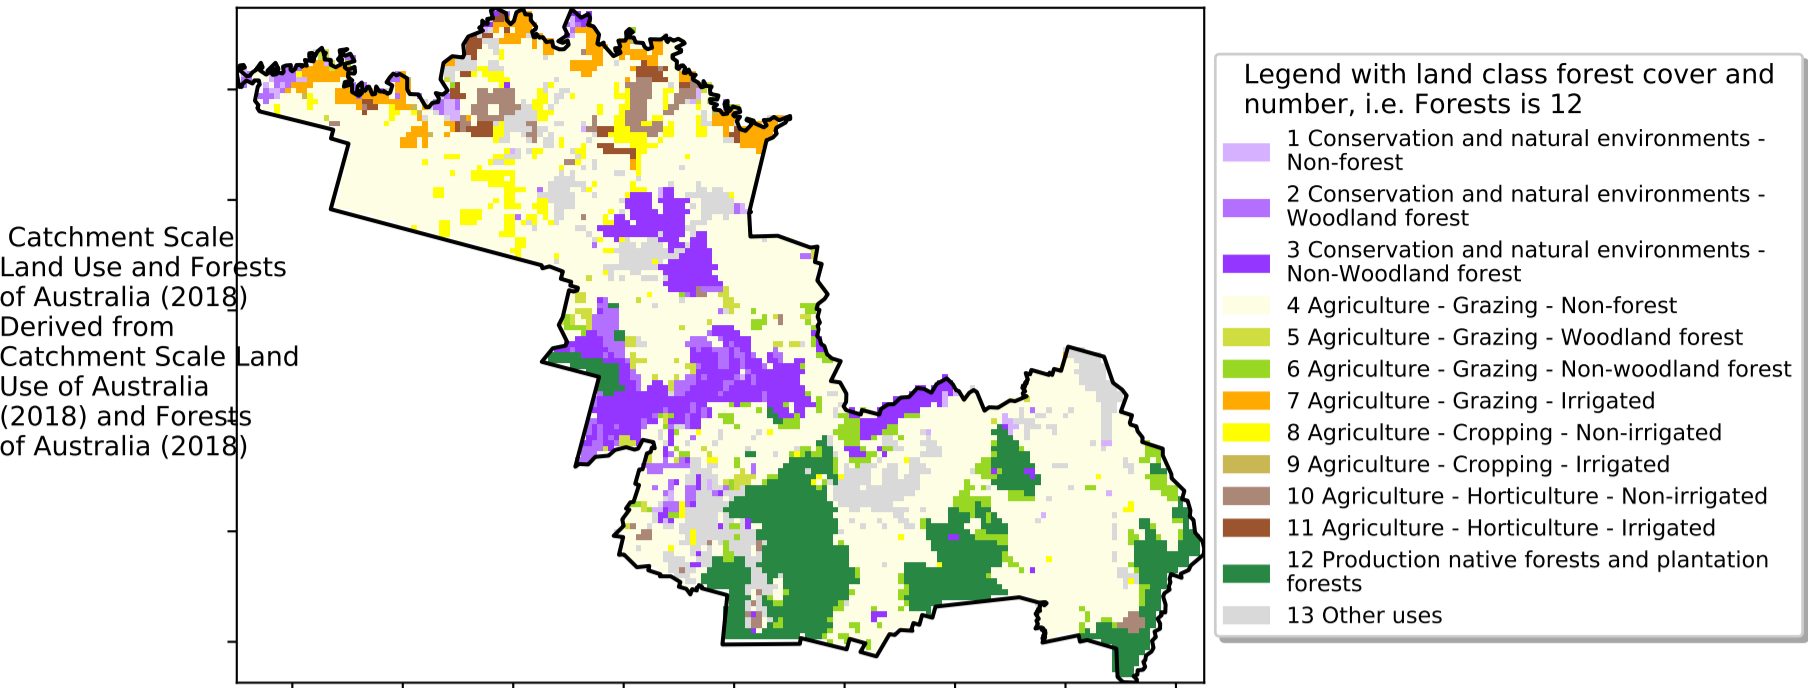 Catchment Scale
Land Use and Forests
of Australia (2018)
Derived from
Catchment Scale Land
Use of Australia
(2018) and Forests
of Australia (2018)
Legend with land class forest cover and
number, i.e. Forests is 12
1 Conservation and natural environments -
Non-forest
2 Conservation and natural environments -
Woodland forest
3 Conservation and natural environments -
Non-Woodland forest
4 Agriculture - Grazing - Non-forest
5 Agriculture - Grazing - Woodland forest
6 Agriculture - Grazing - Non-woodland forest
7 Agriculture - Grazing - Irrigated
8 Agriculture - Cropping - Non-irrigated
9 Agriculture - Cropping - Irrigated
10 Agriculture - Horticulture - Non-irrigated
11 Agriculture - Horticulture - Irrigated
12 Production native forests and plantation
forests
13 Other uses